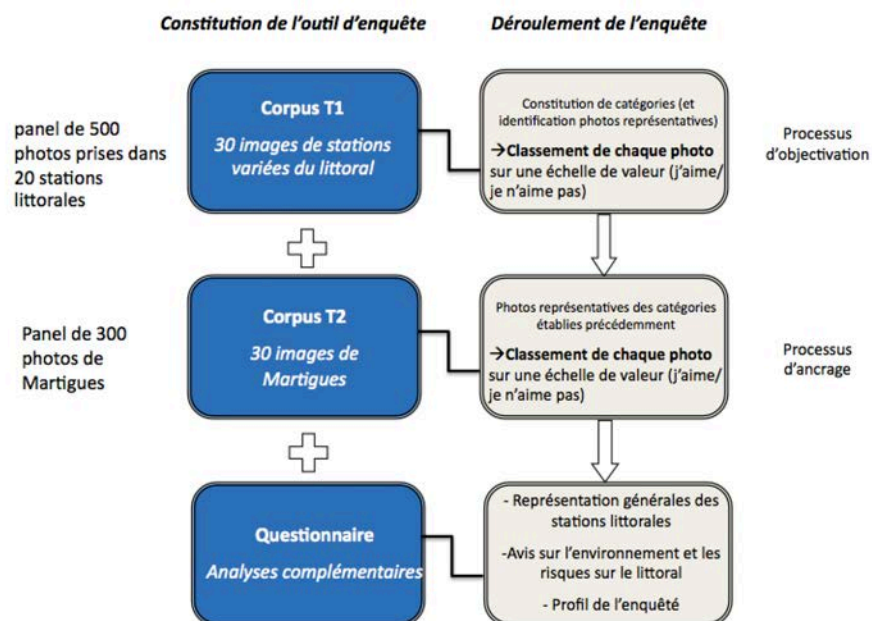 Constitution de l'outil d'enquête
Déroulement de l'enquête
panel de 500
photos prises dans
20 stations
littorales
Corpus T1
30 images de stations
variées du littoral
Constitution de catégories (et
identification photos représentatives)
→Classement de chaque photo
sur une échelle de valeur (j'aime/
je n'aime pas)
Processus
d'objectivation
Panel de 300
photos de
Martigues
Corpus T2
30 images de
Martigues
Photos représentatives des catégories
établies précédemment
→Classement de chaque photo
sur une échelle de valeur (j'aime/
je n'aime pas)
Processus
d'ancrage
Questionnaire
Analyses complémentaires
- Représentation générales des
stations littorales
-Avis sur l'environnement et les
risques sur le littoral
- Profil de l'enquêté